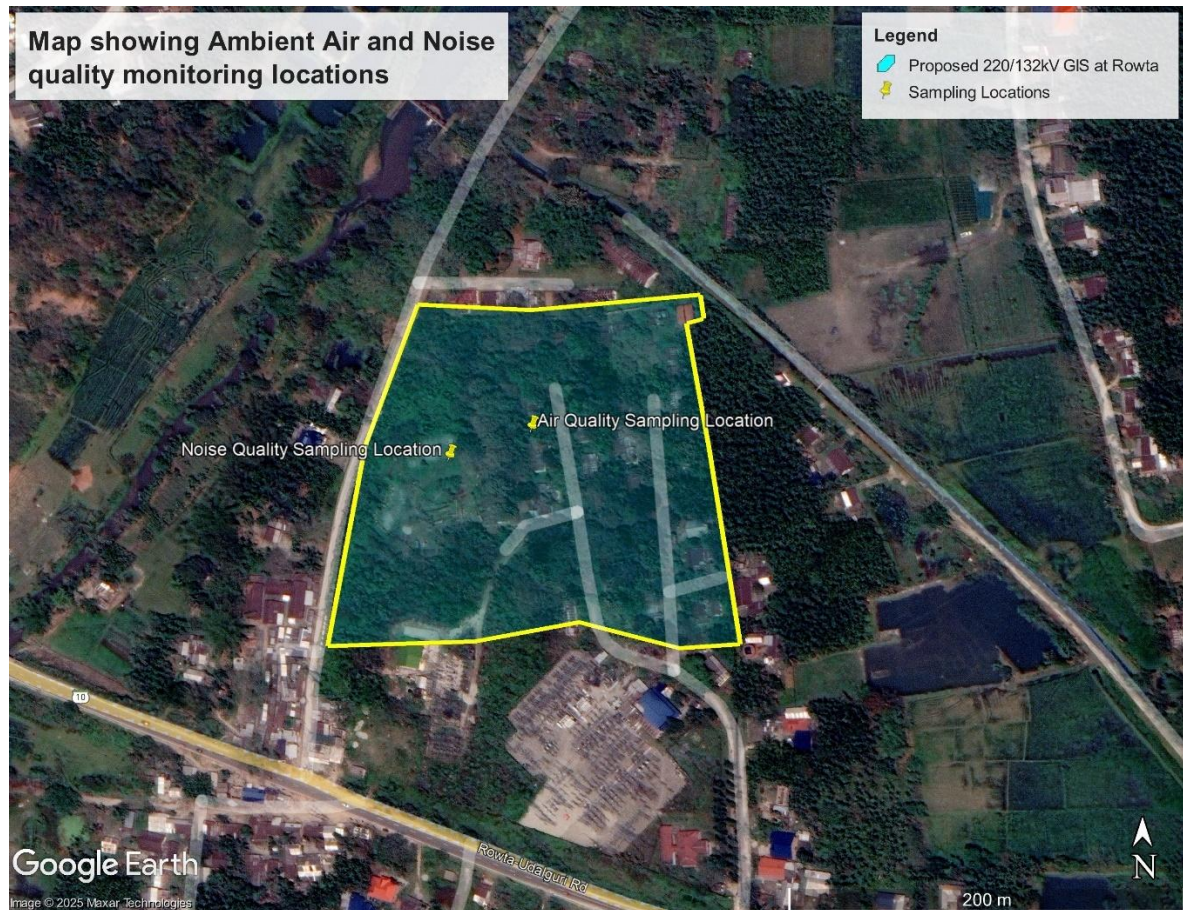 Map showing Ambient Air and Noise
quality monitoring locations
Legend
Proposed 220/132kV GIS at Rowta
Sampling Locations
Air Quality Sampling Location
Noise Quality Sampling Location
10
Rowta-Udalguri Rd
Google Earth
Image © 2025 Maxar Technologies
200 m
N